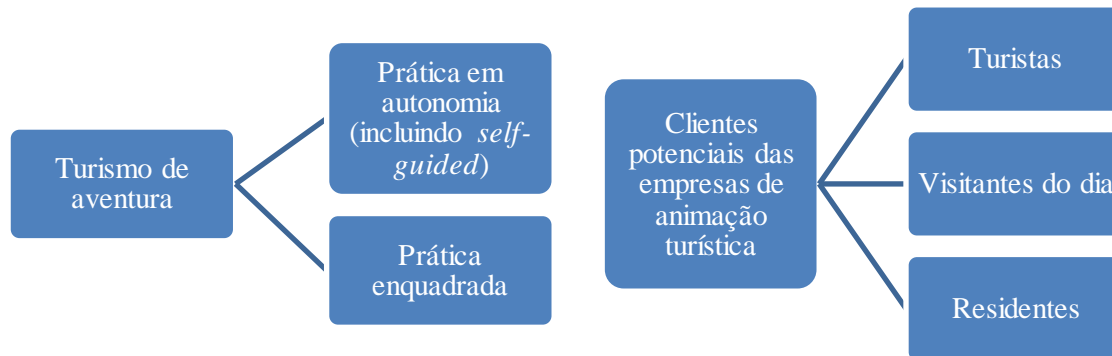 Turismo de
aventura
Prática em
autonomia
(incluindo self-
guided)
Prática
enquadrada
Clientes
potenciais das
empresas de
animação
turística
Turistas
Visitantes do dia
Residentes